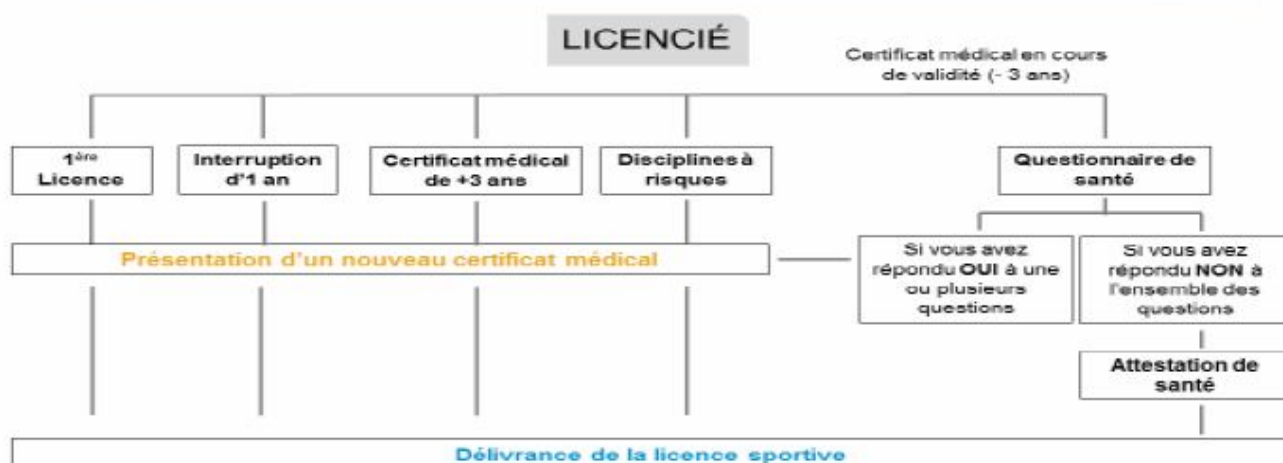 LICENCIÉ
Certificat médical en cours
de validité (- 3 ans)
1ère
Licence
Interruption
d'1 an
Certificat médical
de +3 ans
Disciplines à
risques
Questionnaire de
santé
Présentation d'un nouveau certificat médical
Si vous avez
répondu OUI à une
ou plusieurs
questions
Si vous avez
répondu NON à
l'ensemble des
questions
Attestation de
santé
Délivrance de la licence sportive